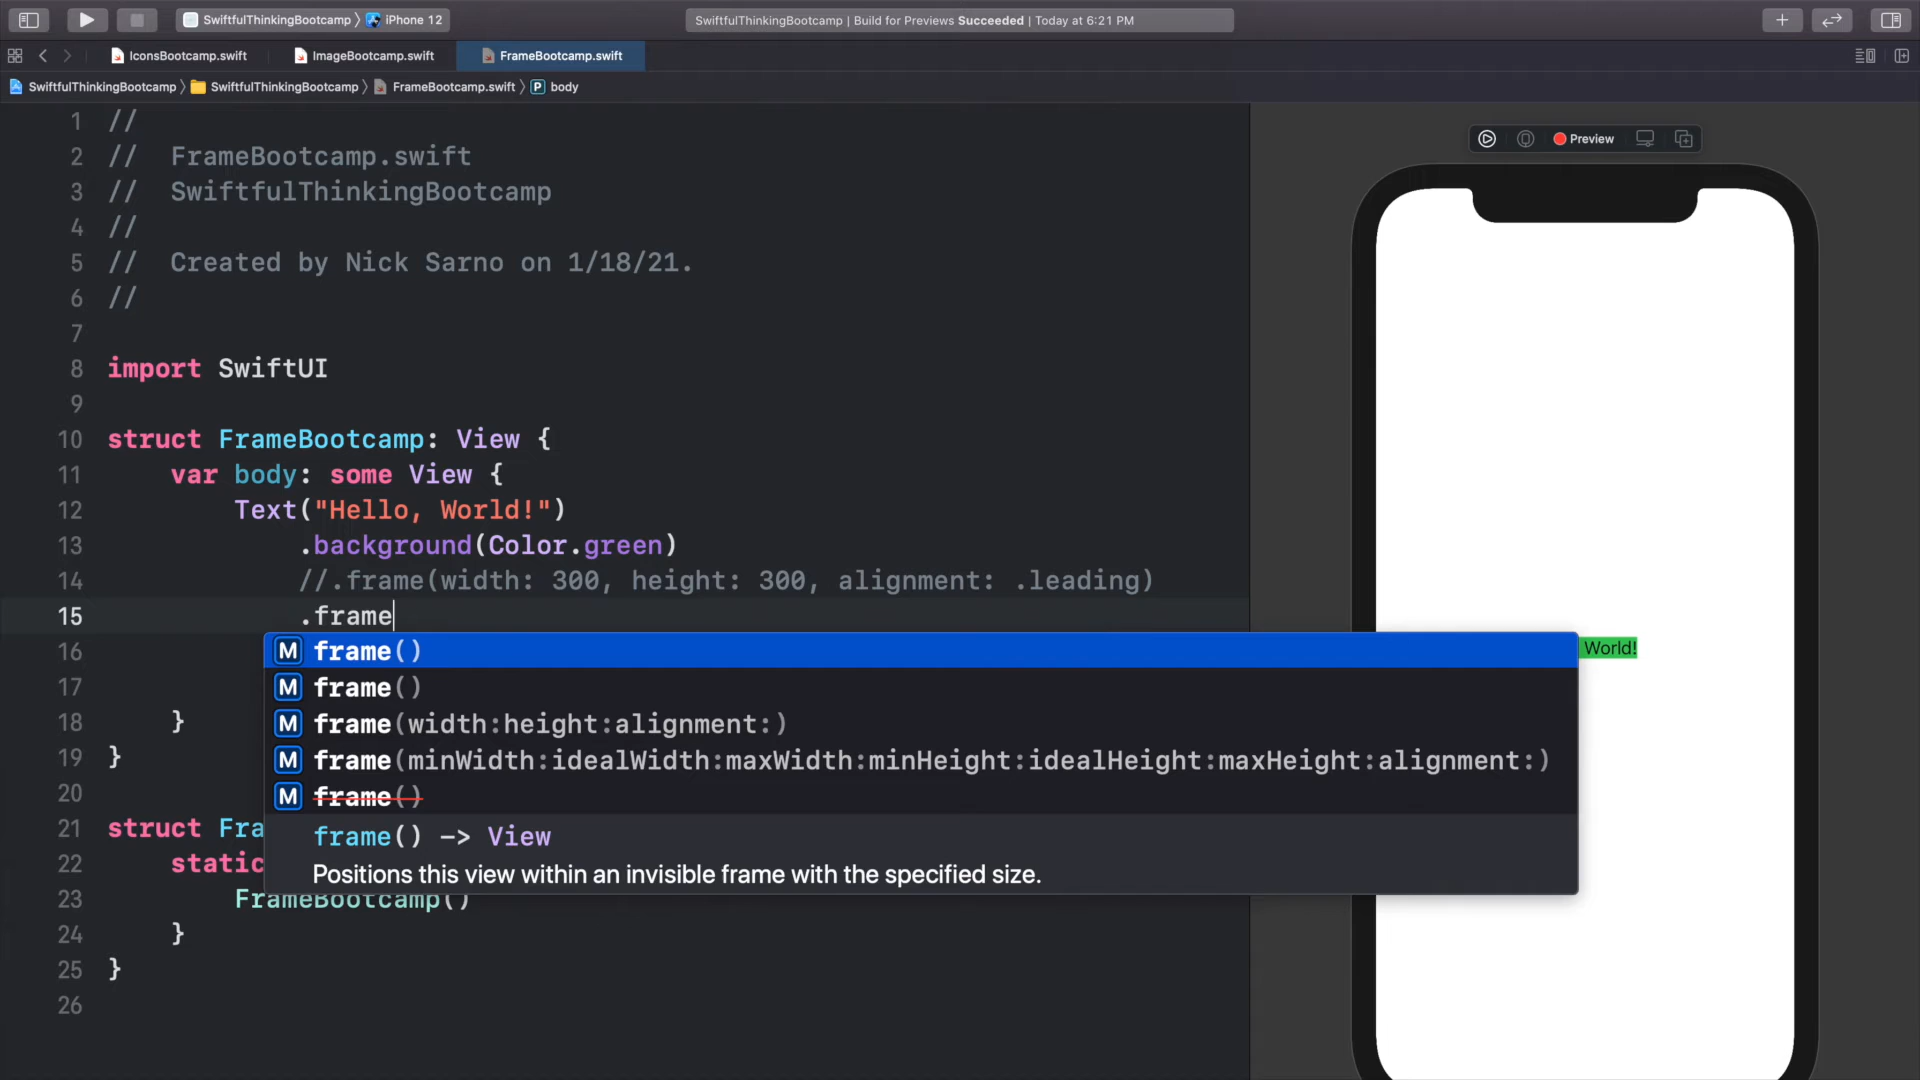 SwiftfulThinkingBootcamp 〉 iPhone 12
SwiftfulThinkingBootcamp | Build for Previews Succeeded | Today at 6:21 PM
IconsBootcamp.swift
ImageBootcamp.swift
FrameBootcamp.swift
SwiftfulThinkingBootcamp 〉 SwiftfulThinkingBootcamp 〉 FrameBootcamp.swift 〉 P body
1 //
2 //  FrameBootcamp.swift
3 //  SwiftfulThinkingBootcamp
4 //
5 //  Created by Nick Sarno on 1/18/21.
6 //
7
8 import SwiftUI
9
10 struct FrameBootcamp: View {
11     var body: some View {
12         Text("Hello, World!")
13             .background(Color.green)
14             //.frame(width: 300, height: 300, alignment: .leading)
15             .frame
16
17
18     }
19 }
20
21 struct Fra
22     static
23         FrameBootcamp()
24     }
25 }
26
M frame()
M frame()
M frame(width:height:alignment:)
M frame(minWidth:idealWidth:maxWidth:minHeight:idealHeight:maxHeight:alignment:)
M frame()
frame() -> View
Positions this view within an invisible frame with the specified size.
Preview
World!